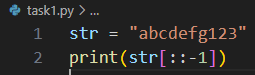 task1.py > ...
1 str = "abcdefg123"
2 print(str[::-1])